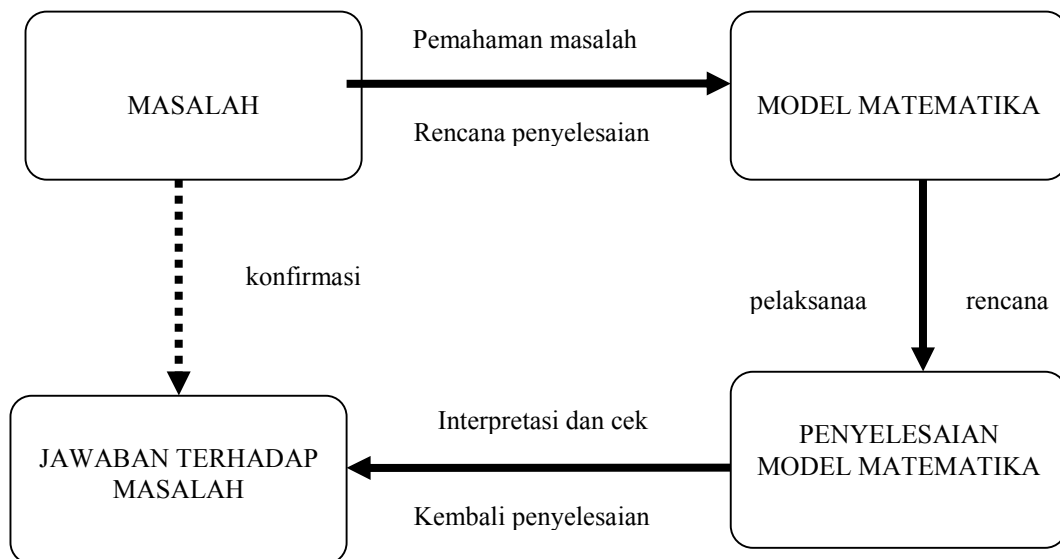 Pemahaman masalah
MASALAH
MODEL MATEMATIKA
Rencana penyelesaian
konfirmasi
pelaksanaa
rencana
Interpretasi dan cek
PENYELESAIAN
MODEL MATEMATIKA
JAWABAN TERHADAP
MASALAH
Kembali penyelesaian